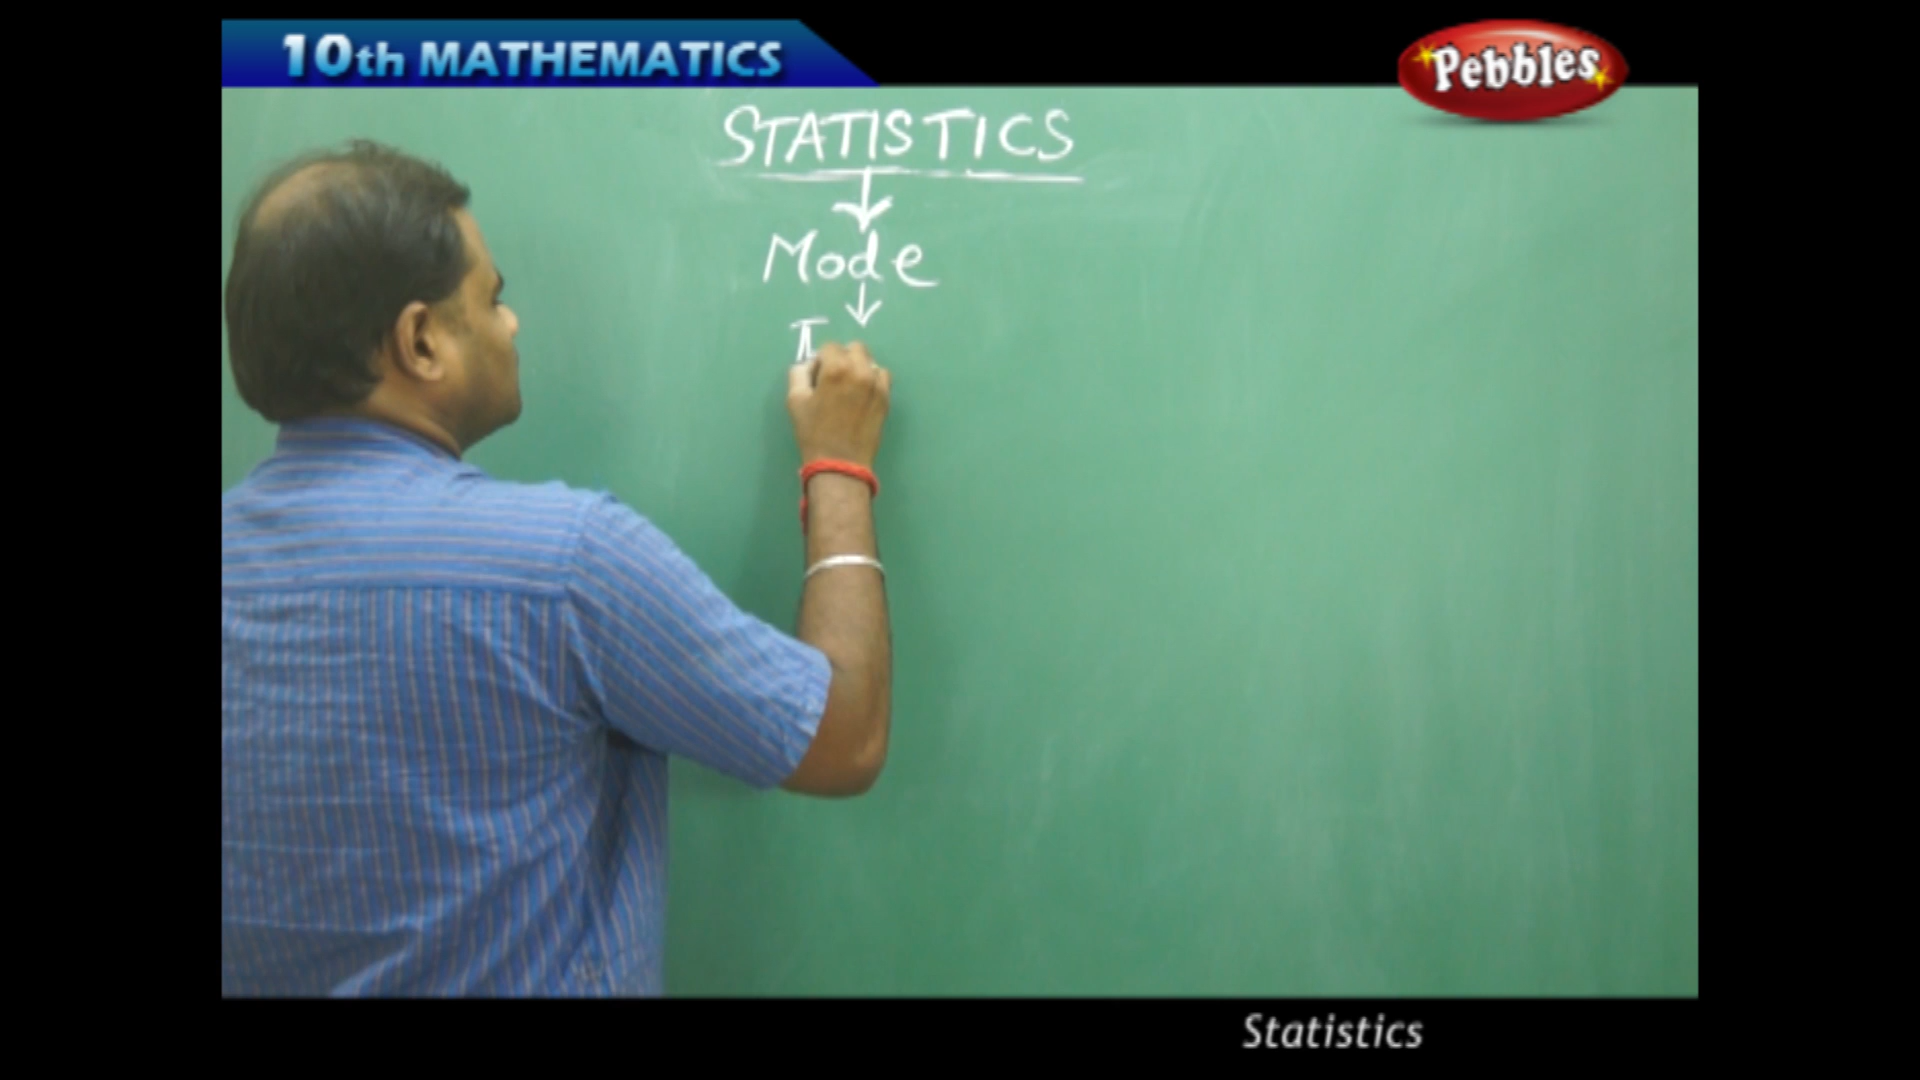 10th MATHEMATICS
Pebbles
STATISTICS
Mode
I
Statistics